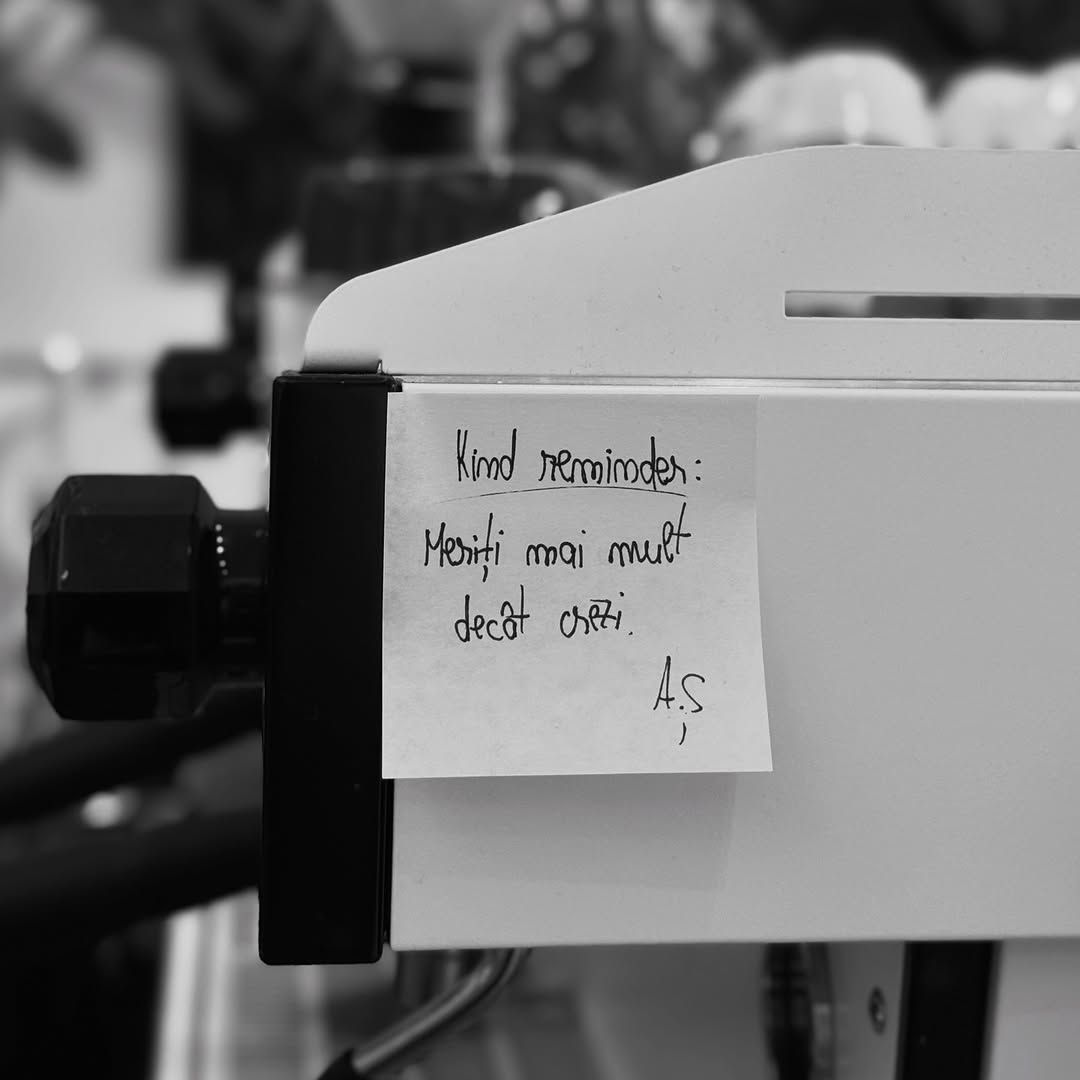 Kind reminder:
Meriți mai mult
decât crezi.
A.Ș